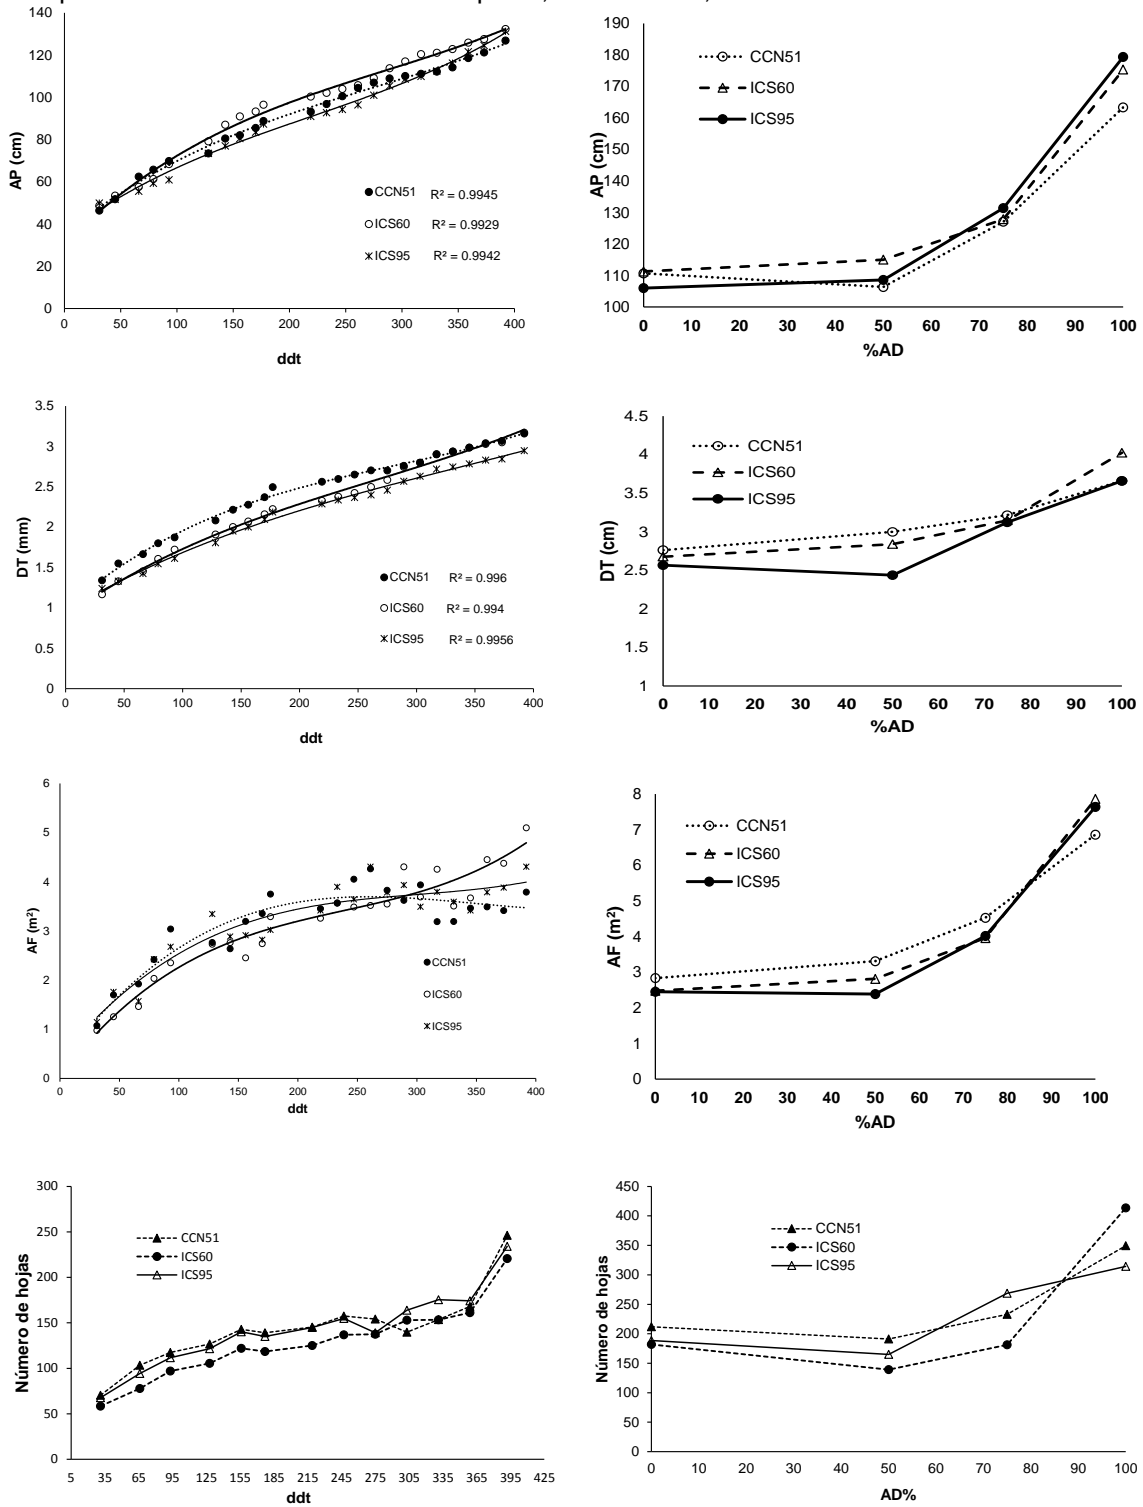 140
120
100
80
60
40
20
0
AP (cm)
CCN51 R² = 0.9945
ICS60 R² = 0.9929
ICS95 R² = 0.9942
0 50 100 150 200 250 300 350 400
ddt
190
180
170
160
150
140
130
120
110
100
AP (cm)
CCN51
ICS60
ICS95
0 10 20 30 40 50 60 70 80 90 100
%AD
3.5
3
2.5
2
1.5
1
0.5
0
DT (mm)
CCN51 R² = 0.996
ICS60 R² = 0.994
ICS95 R² = 0.9956
0 50 100 150 200 250 300 350 400
ddt
4.5
4
3.5
3
2.5
2
1.5
1
DT (cm)
CCN51
ICS60
ICS95
0 10 20 30 40 50 60 70 80 90 100
%AD
6
5
4
3
2
1
0
AF (m²)
CCN51
ICS60
ICS95
0 50 100 150 200 250 300 350 400
ddt
8
7
6
5
4
3
2
1
0
AF (m²)
CCN51
ICS60
ICS95
0 10 20 30 40 50 60 70 80 90 100
%AD
300
250
200
150
100
50
0
Número de hojas
CCN51
ICS60
ICS95
5 35 65 95 125 155 185 215 245 275 305 335 365 395 425
ddt
450
400
350
300
250
200
150
100
50
0
Número de hojas
CCN51
ICS60
ICS95
0 10 20 30 40 50 60 70 80 90 100
AD%